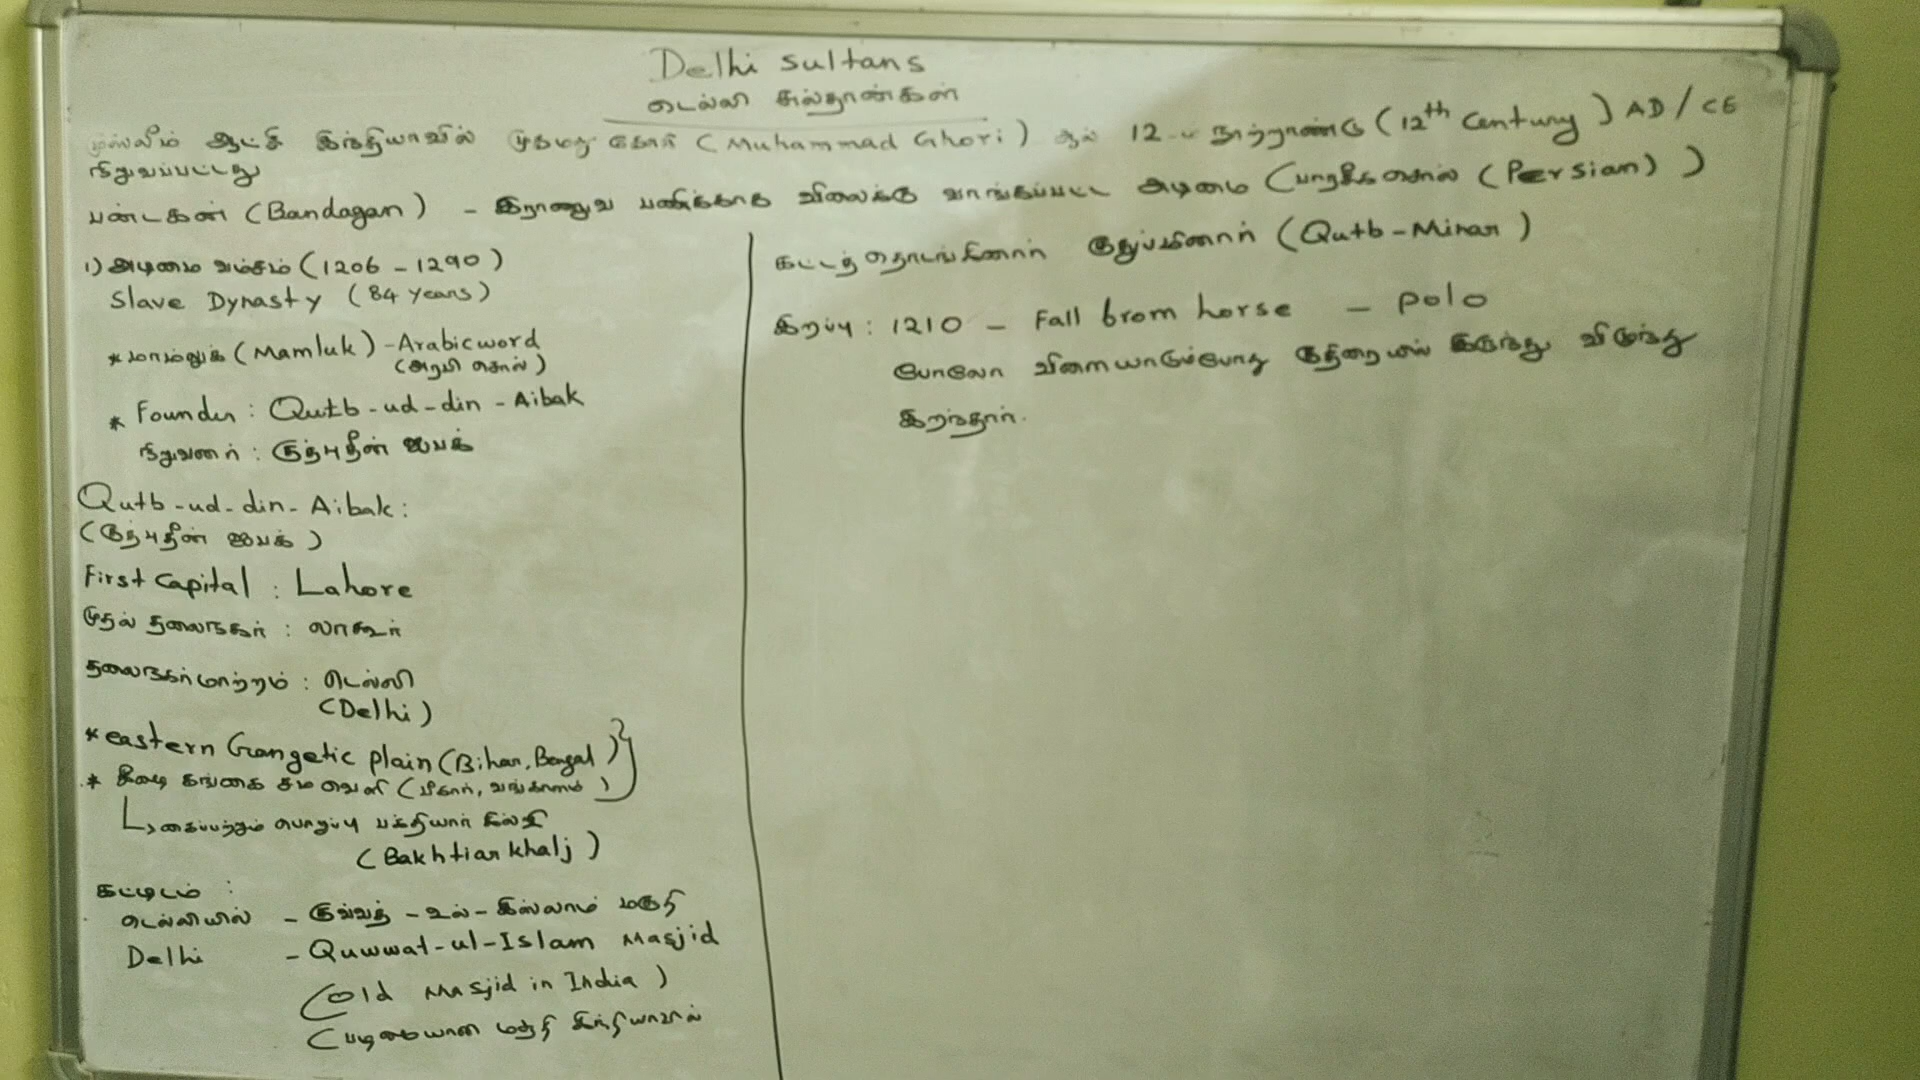 Delhi sultans
டெல்லி சுல்தான்கள்
முஸ்லீம் ஆட்சி இந்தியாவில் முகமது கோரி (Muhammad Ghori) ஆல் 12-ம் நூற்றாண்டு (12th Century) AD/CE
நிறுவப்பட்டது
பண்டகன் (Bandagan) - இராணுவ பணிக்காக விலைக்கு வாங்கப்பட்ட அடிமை (பாரசீக சொல் (Persian))
1) அடிமை வம்சம் (1206 - 1290)
Slave Dynasty (84 years)
* மாம்லுக் (Mamluk) - Arabic word
(அரபி சொல்)
* Founder : Qutb-ud-din-Aibak
நிறுவனர் : குத்புதீன் ஐபக்
Qutb-ud-din-Aibak :
(குத்புதீன் ஐபக்)
First Capital : Lahore
முதல் தலைநகர் : லாகூர்
தலைநகர் மாற்றம் : டெல்லி
(Delhi)
* eastern Gangetic plain (Bihar, Bengal)
* கீழை கங்கை சமவெளி (பீகார், வங்காளம்)
கைப்பற்றும் பொறுப்பு பக்தியார் கில்ஜி
(Bakhtiar khalj)
கட்டிடம் :
டெல்லியில் - குவ்வத்-உல்-இஸ்லாம் மசூதி
Delhi - Quwwat-ul-Islam Masjid
(Old Masjid in India)
(பழமையான மசூதி இந்தியாவில்
கட்டத் தொடங்கினார் குதுப்மினார் (Qutb-Minar)
இறப்பு : 1210 - Fall from horse - Polo
போலோ விளையாடும்போது குதிரையில் இருந்து விழுந்து
இறந்தார்.